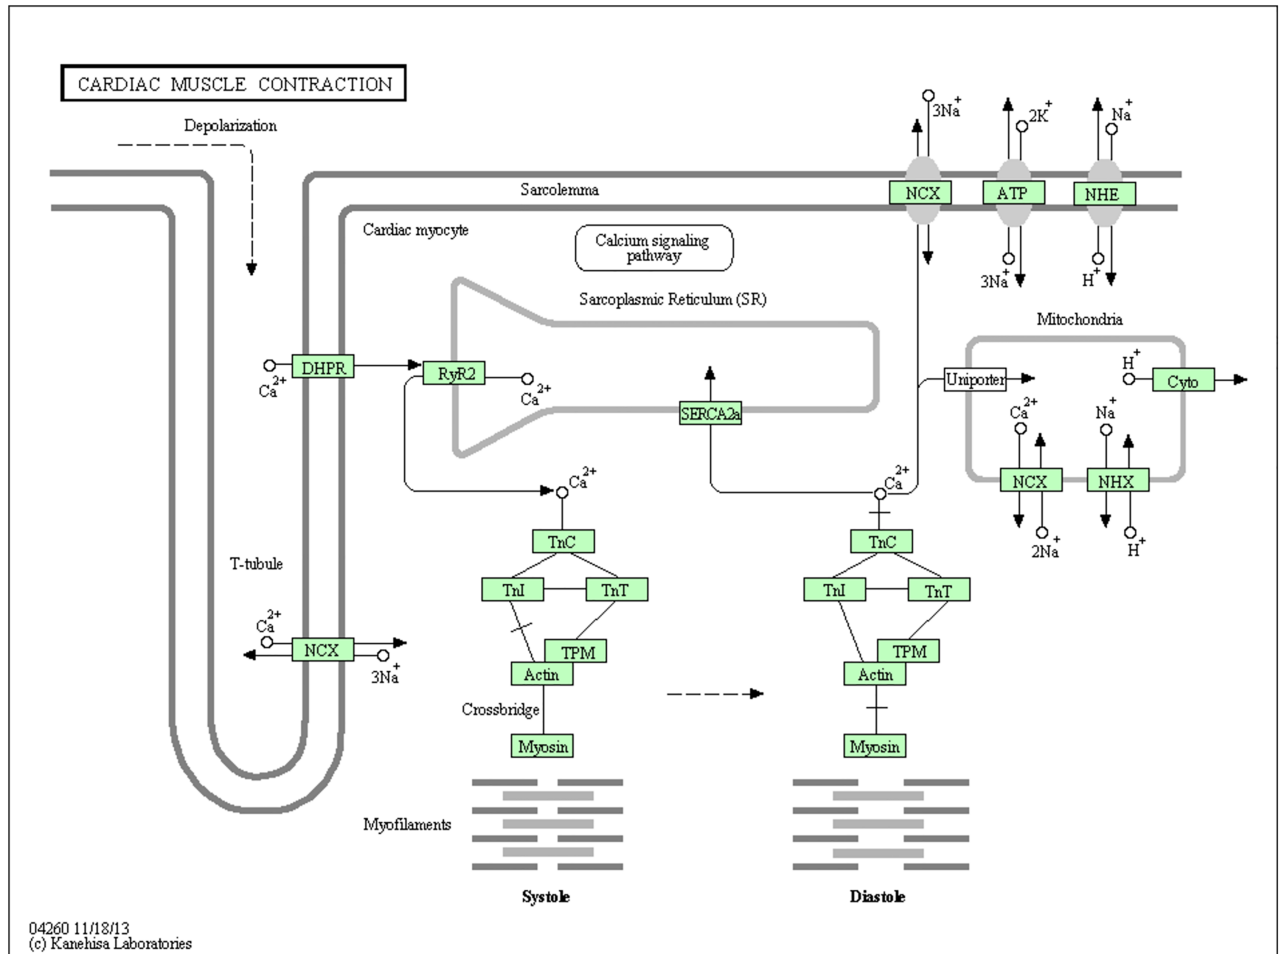 CARDIAC MUSCLE CONTRACTION
Depolarization
3Na+
2K+
Na+
Sarcolemma
NCX
ATP
NHE
Cardiac myocyte
Calcium signaling
pathway
3Na+
H+
Sarcoplasmic Reticulum (SR)
Mitochondria
DHPR
Ca2+
RyR2
Ca2+
SERCA2a
Uniporter
H+
Cyto
Ca2+
Na+
NCX
NHX
2Na+
H+
Ca2+
Ca2+
TnC
TnC
T-tubule
TnI
TnT
TnI
TnT
Ca2+
NCX
3Na+
TPM
Actin
TPM
Actin
Crossbridge
Myosin
Myosin
Myofilaments
Systole
Diastole
04260 11/18/13
(c) Kanehisa Laboratories